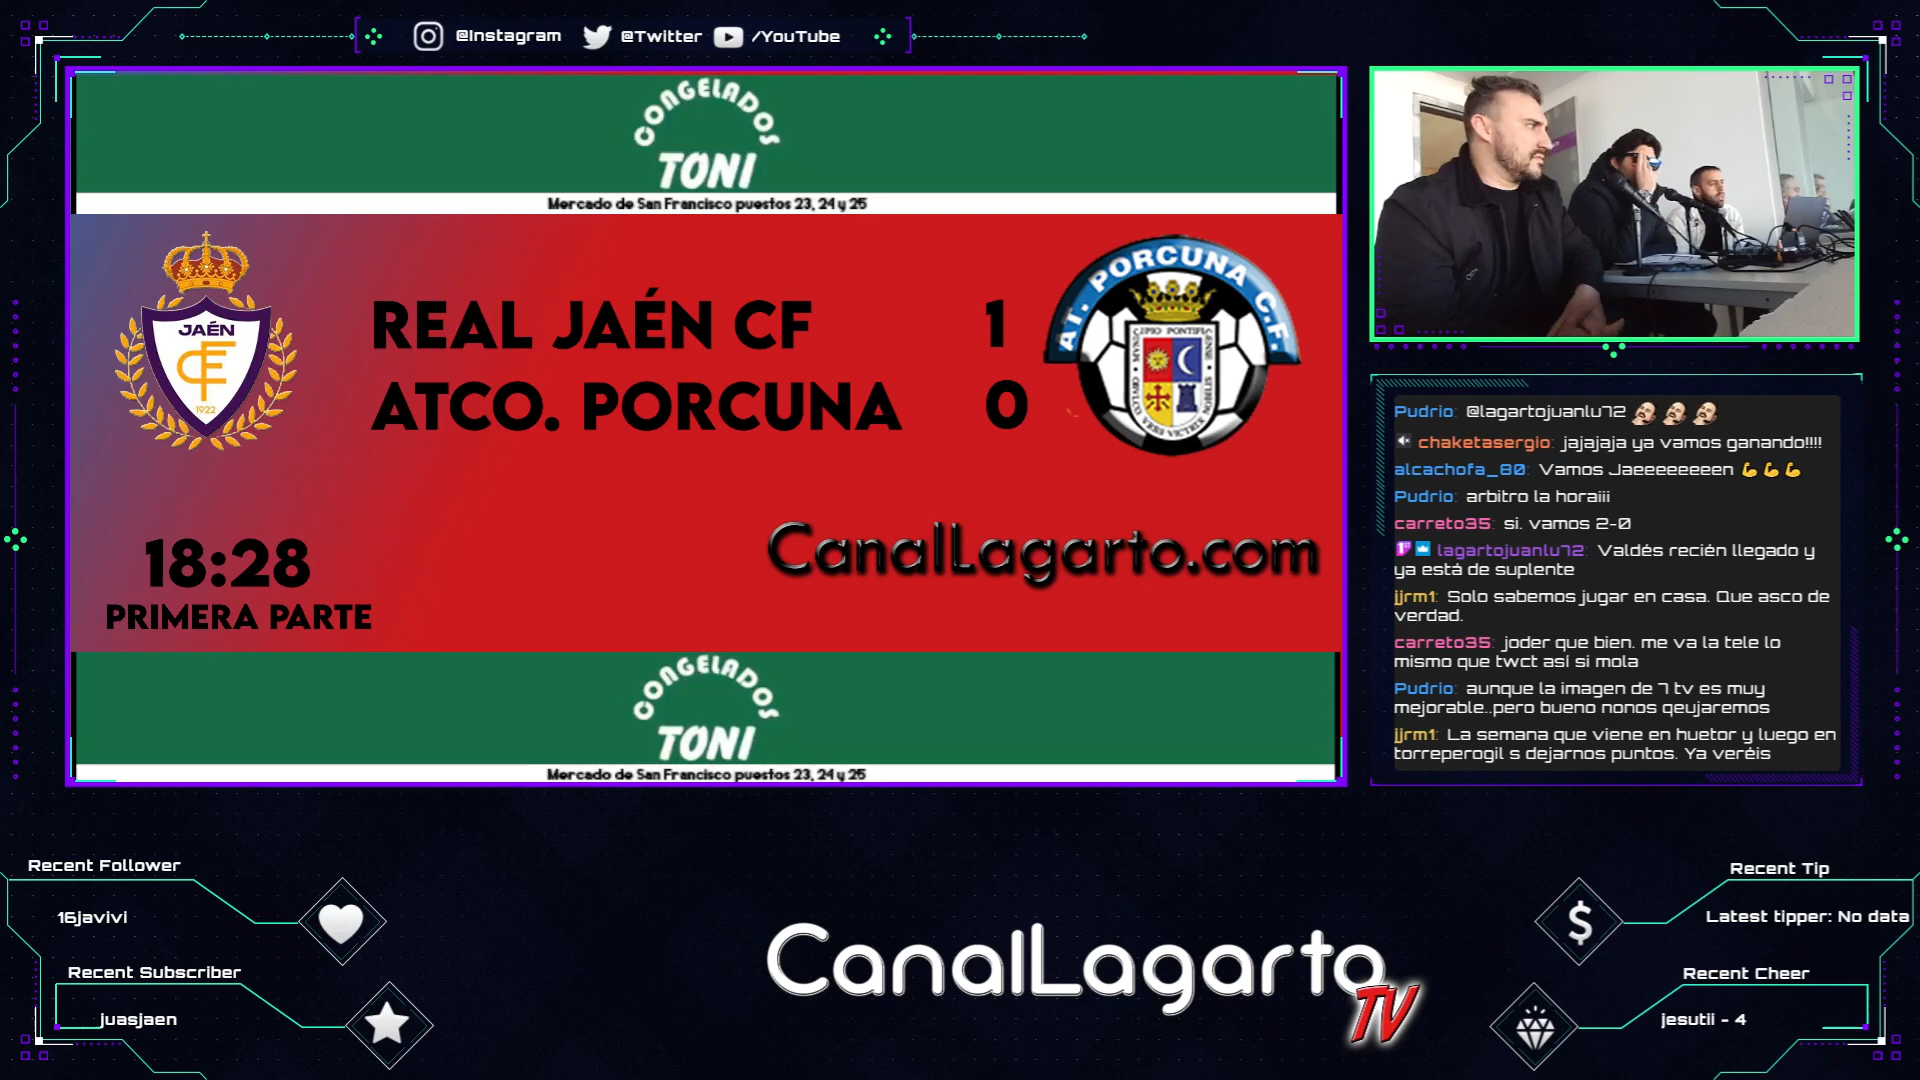 @Instagram @Twitter /YouTube
CONGELADOS
TONI
Mercado de San Francisco puestos 23, 24 y 25
JAÉN
CF
1922
REAL JAÉN CF 1
ATCO. PORCUNA 0
AT. PORCUNA C.F.
CanalLagarto.com
18:28
PRIMERA PARTE
CONGELADOS
TONI
Mercado de San Francisco puestos 23, 24 y 25
Pudrio: @lagartojuanlu72
chaketasergio: jajajaja ya vamos ganando!!!!
alcachofa_80: Vamos Jaeeeeeeeen 💪💪💪
Pudrio: arbitro la horaiii
carreto35: si. vamos 2-0
lagartojuanlu72: Valdés recién llegado y
ya está de suplente
jjrm1: Solo sabemos jugar en casa. Que asco de
verdad.
carreto35: joder que bien. me va la tele lo
mismo que twct así si mola
Pudrio: aunque la imagen de 7 tv es muy
mejorable..pero bueno nonos qeujaremos
jjrm1: La semana que viene en huetor y luego en
torreperogil s dejarnos puntos. Ya veréis
Recent Follower
16javivi
Recent Subscriber
juasjaen
CanalLagarto
TV
Recent Tip
Latest tipper: No data
Recent Cheer
jesutii - 4